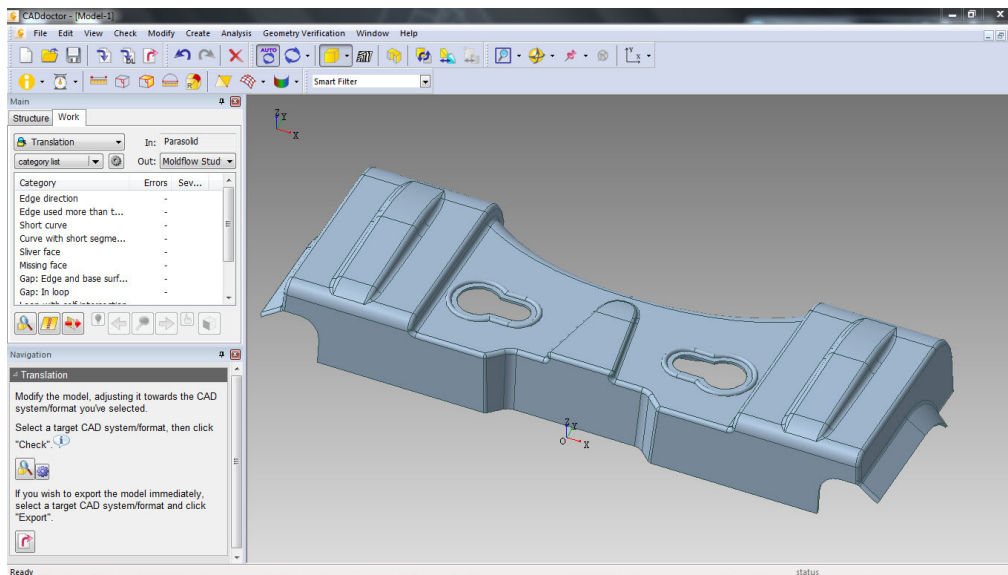 CADdoctor - [Model-1]
File Edit View Check Modify Create Analysis Geometry Verification Window Help
AUTO
Smart Filter
Main
Structure Work
Translation In: Parasolid
category list Out: Moldflow Stud
Category Errors Sev...
Edge direction -
Edge used more than t... -
Short curve -
Curve with short segme... -
Sliver face -
Missing face -
Gap: Edge and base surf... -
Gap: In loop -
Loop with self intersection
Navigation
Translation
Modify the model, adjusting it towards the CAD
system/format you've selected.
Select a target CAD system/format, then click
"Check".
If you wish to export the model immediately,
select a target CAD system/format and click
"Export".
Z Y
X
Z Y
O X
Ready status